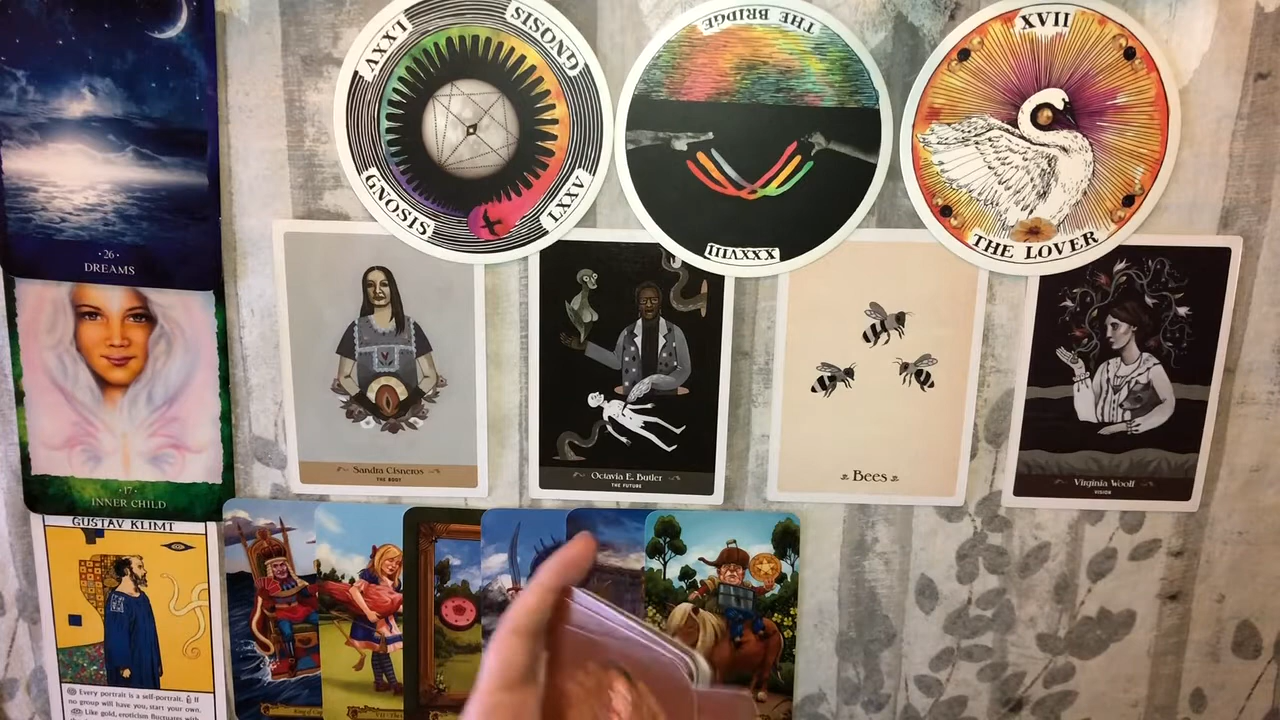 ·26·
DREAMS
·17·
INNER CHILD
GUSTAV KLIMT
Every portrait is a self-portrait. If
no group will have you, start your own.
Like gold, eroticism fluctuates with
LXXV
GNOSIS
GNOSIS
LXXV
THE BRIDGE
XXXVIII
XVII
THE LOVER
Sandra Cisneros
THE BODY
Octavia E. Butler
THE FUTURE
Bees
Virginia Woolf
VISION